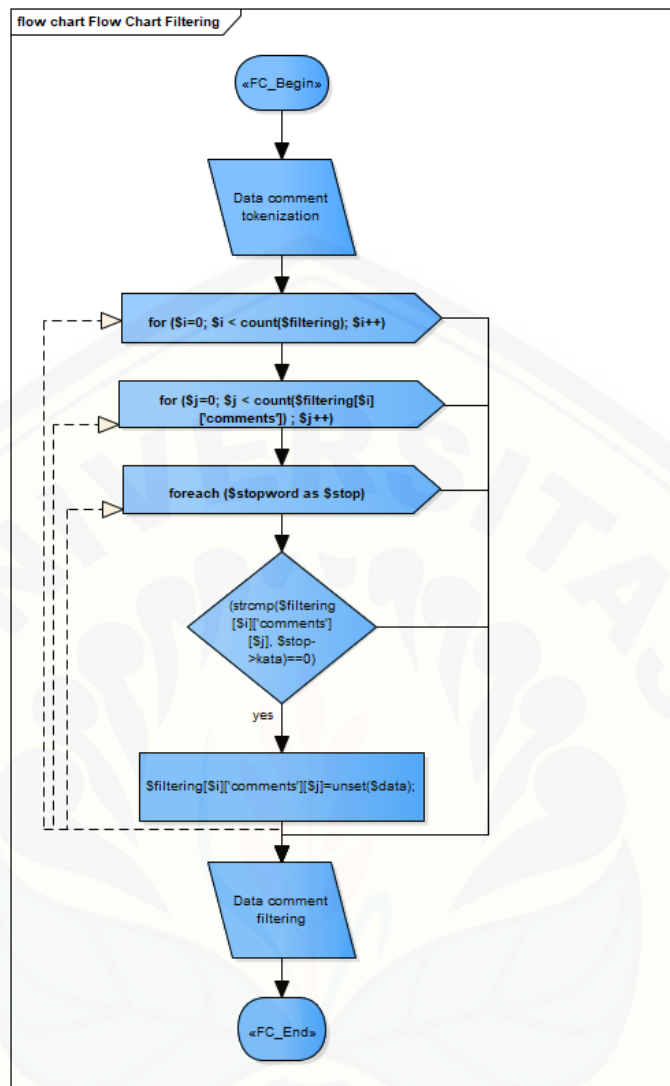 flow chart Flow Chart Filtering
«FC_Begin»
Data comment
tokenization
for ($i=0; $i < count($filtering); $i++)
for ($j=0; $j < count($filtering[$i]
['comments']) ; $j++)
foreach ($stopword as $stop)
(strcmp($filtering
[$i]['comments']
[$j], $stop-
>kata)==0)
yes
$filtering[$i]['comments'][$j]=unset($data);
Data comment
filtering
«FC_End»
UNIVERSITAS